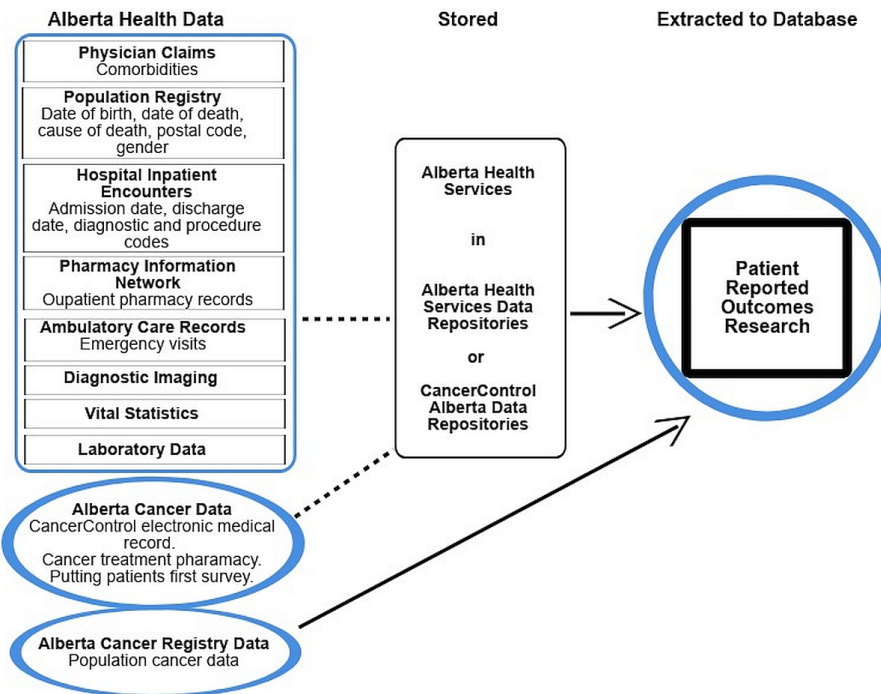 Alberta Health Data
Stored
Extracted to Database
Physician Claims
Comorbidities
Population Registry
Date of birth, date of death,
cause of death, postal code,
gender
Hospital Inpatient
Encounters
Admission date, discharge
date, diagnostic and procedure
codes
Pharmacy Information
Network
Oupatient pharmacy records
Ambulatory Care Records
Emergency visits
Diagnostic Imaging
Vital Statistics
Laboratory Data
Alberta Cancer Data
CancerControl electronic medical
record.
Cancer treatment pharamacy.
Putting patients first survey.
Alberta Cancer Registry Data
Population cancer data
Alberta Health
Services
in
Alberta Health
Services Data
Repositories
or
CancerControl
Alberta Data
Repositories
Patient
Reported
Outcomes
Research